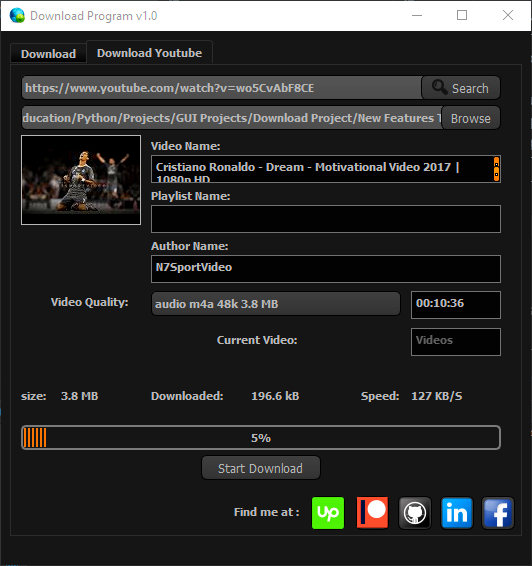 Download Program v1.0
Download
Download Youtube
https://www.youtube.com/watch?v=wo5CvAbF8CE
Search
ducation/Python/Projects/GUI Projects/Download Project/New Features T
Browse
Video Name:
Cristiano Ronaldo - Dream - Motivational Video 2017 |
1080p HD
Playlist Name:
Author Name:
N7SportVideo
Video Quality:
audio m4a 48k 3.8 MB
00:10:36
Current Video:
Videos
size: 3.8 MB
Downloaded: 196.6 kB
Speed: 127 KB/S
5%
Start Download
Find me at :
Up
in
f